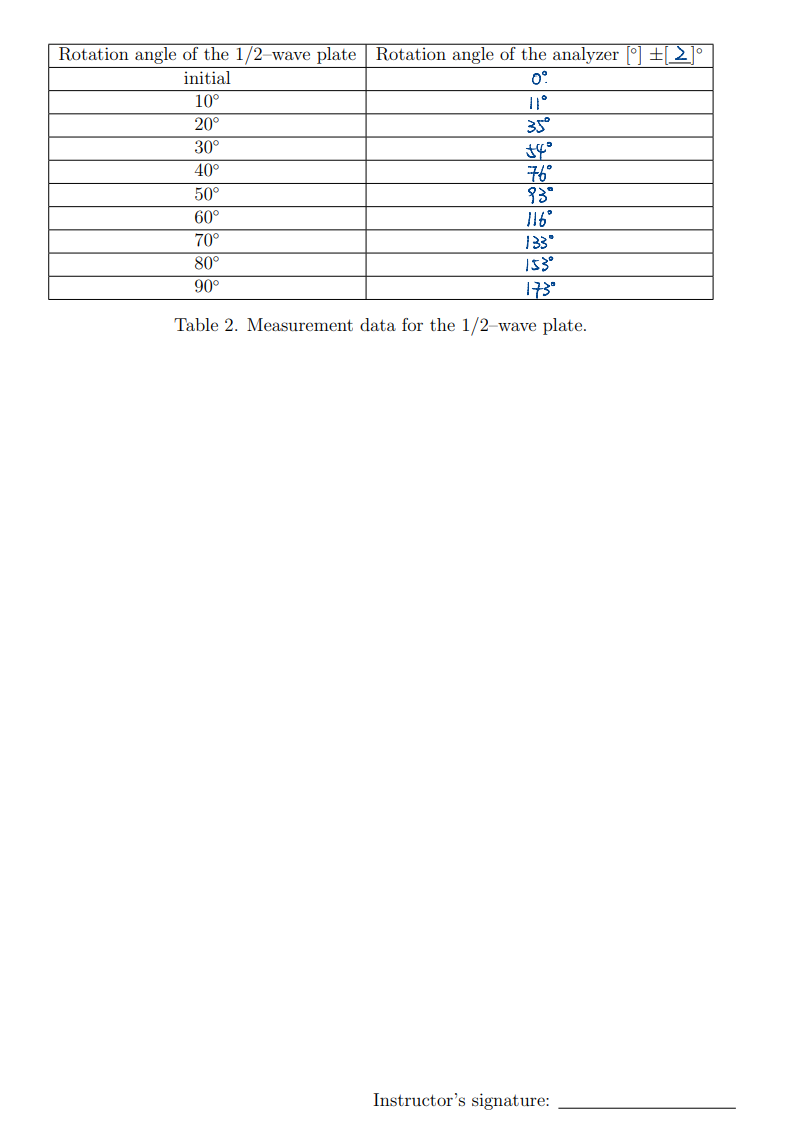 Rotation angle of the 1/2–wave plate Rotation angle of the analyzer [°] ±[ 2 ]°
initial 0°
10° 11°
20° 35°
30° 54°
40° 76°
50° 93°
60° 116°
70° 133°
80° 153°
90° 173°
Table 2. Measurement data for the 1/2–wave plate.
Instructor's signature: